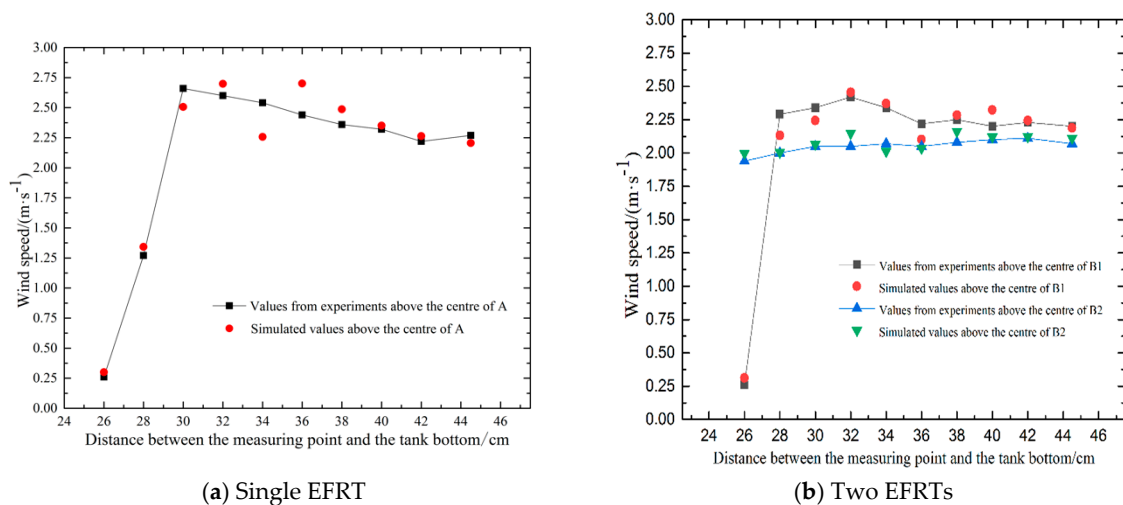 3.00
2.75
2.50
2.25
2.00
1.75
1.50
1.25
1.00
0.75
0.50
0.25
0.00
Wind speed/(m·s⁻¹)
Values from experiments above the centre of A
Simulated values above the centre of A
24 26 28 30 32 34 36 38 40 42 44 46
Distance between the measuring point and the tank bottom/cm
(a) Single EFRT
3.00
2.75
2.50
2.25
2.00
1.75
1.50
1.25
1.00
0.75
0.50
0.25
0.00
Wind speed/(m·s⁻¹)
Values from experiments above the centre of B1
Simulated values above the centre of B1
Values from experiments above the centre of B2
Simulated values above the centre of B2
24 26 28 30 32 34 36 38 40 42 44 46
Distance between the measuring point and the tank bottom/cm
(b) Two EFRTs